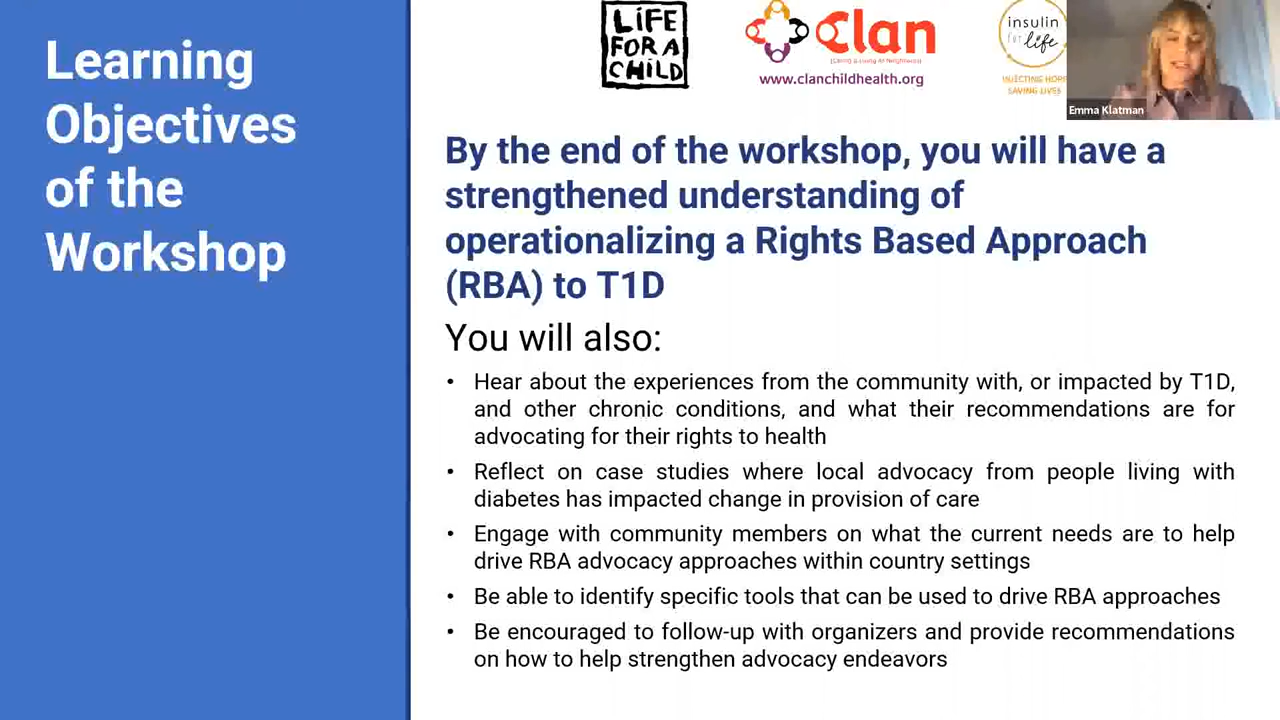 Learning
Objectives
of the
Workshop
LiFE
FOR A
CHiLD
Clan
(Caring & Living As Neighbours)
www.clanchildhealth.org
insulin
for life
INJECTING HOPE
SAVING LIVES
Emma Klatman
By the end of the workshop, you will have a
strengthened understanding of
operationalizing a Rights Based Approach
(RBA) to T1D
You will also:
• Hear about the experiences from the community with, or impacted by T1D,
and other chronic conditions, and what their recommendations are for
advocating for their rights to health
• Reflect on case studies where local advocacy from people living with
diabetes has impacted change in provision of care
• Engage with community members on what the current needs are to help
drive RBA advocacy approaches within country settings
• Be able to identify specific tools that can be used to drive RBA approaches
• Be encouraged to follow-up with organizers and provide recommendations
on how to help strengthen advocacy endeavors